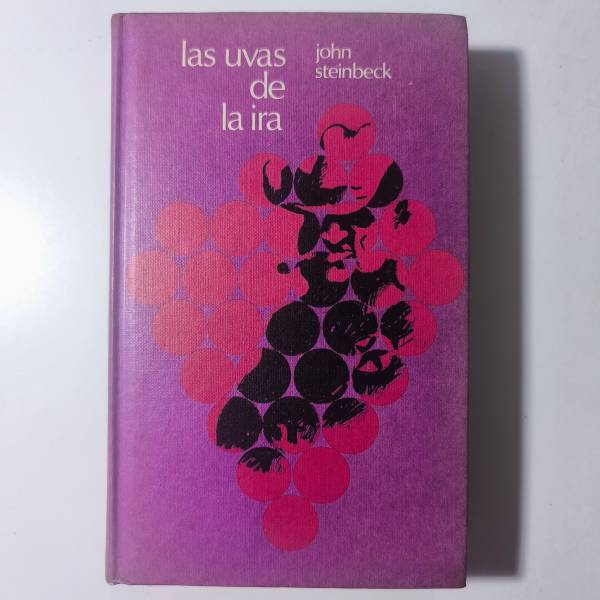 las uvas
de
la ira
john
steinbeck